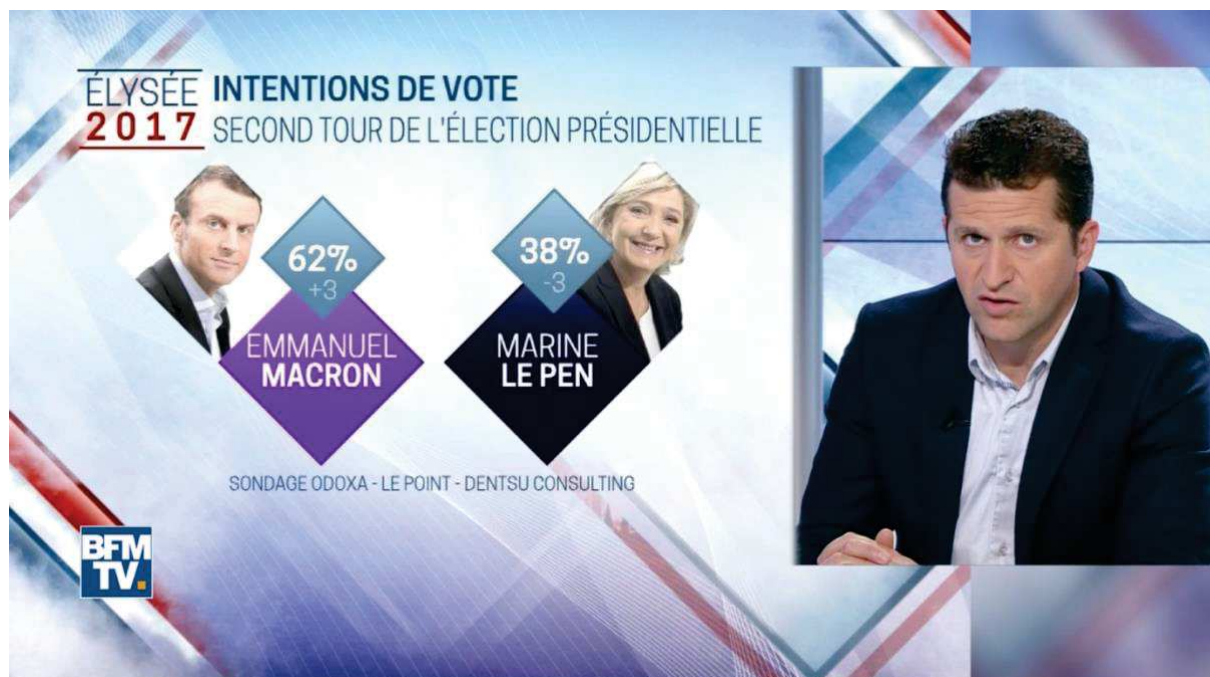 ÉLYSÉE
2017
INTENTIONS DE VOTE
SECOND TOUR DE L'ÉLECTION PRÉSIDENTIELLE
62%
+3
EMMANUEL
MACRON
38%
-3
MARINE
LE PEN
SONDAGE ODOXA - LE POINT - DENTSU CONSULTING
BFM
TV.